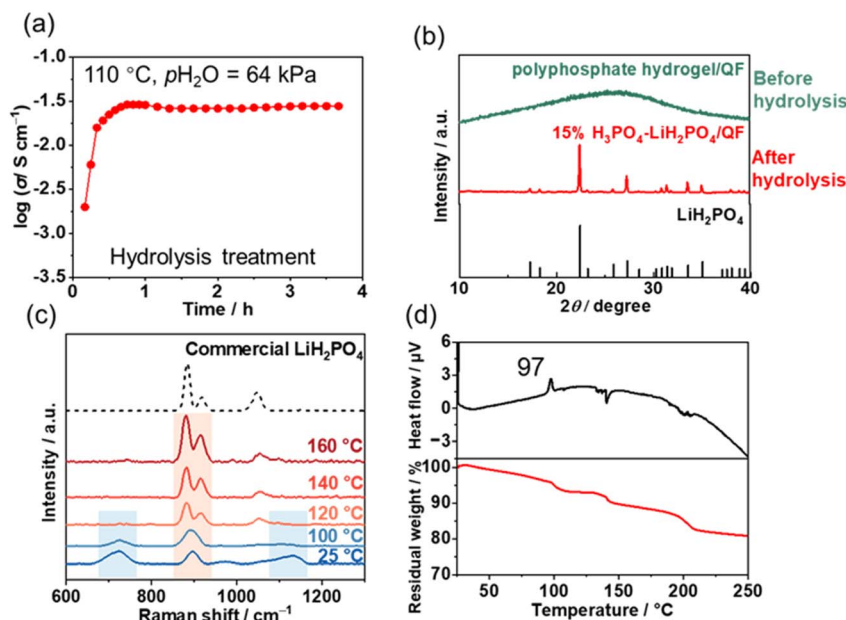 (a)
110 °C, pH₂O = 64 kPa
Hydrolysis treatment
log (σ/ S cm⁻¹)
-1.0
-1.5
-2.0
-2.5
-3.0
-3.5
0 1 2 3 4
Time / h
(b)
polyphosphate hydrogel/QF
Before
hydrolysis
15% H₃PO₄-LiH₂PO₄/QF
After
hydrolysis
LiH₂PO₄
Intensity / a.u.
10 20 30 40
2θ / degree
(c)
Commercial LiH₂PO₄
160 °C
140 °C
120 °C
100 °C
25 °C
Intensity / a.u.
600 800 1000 1200
Raman shift / cm⁻¹
(d)
97
Heat flow / μV
6
3
0
−3
Residual weight / %
100
90
80
70
50 100 150 200 250
Temperature / °C